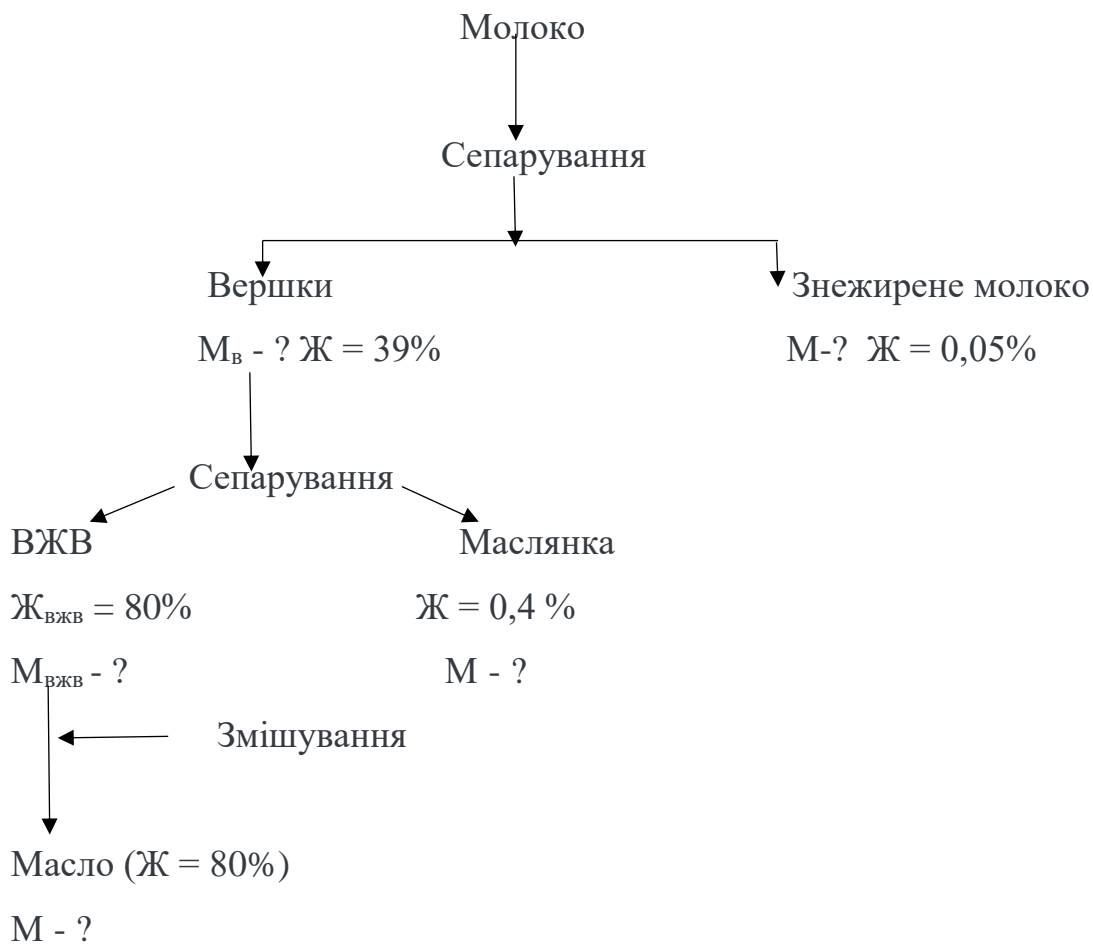 Молоко
Сепарування
Вершки
Знежирене молоко
Мв - ? Ж = 39%
М-? Ж = 0,05%
Сепарування
ВЖВ
Маслянка
Жвжв = 80%
Ж = 0,4 %
Мвжв - ?
М - ?
Змішування
Масло (Ж = 80%)
М - ?